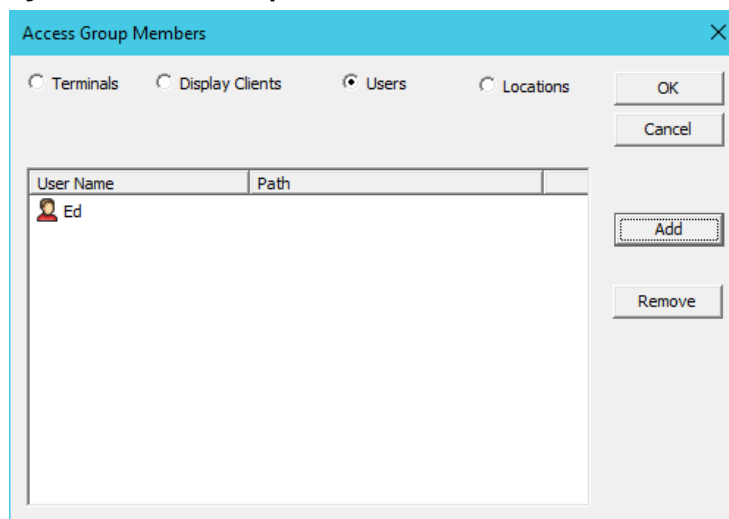 Access Group Members
Terminals Display Clients Users Locations
OK
Cancel
User Name Path
Ed
Add
Remove